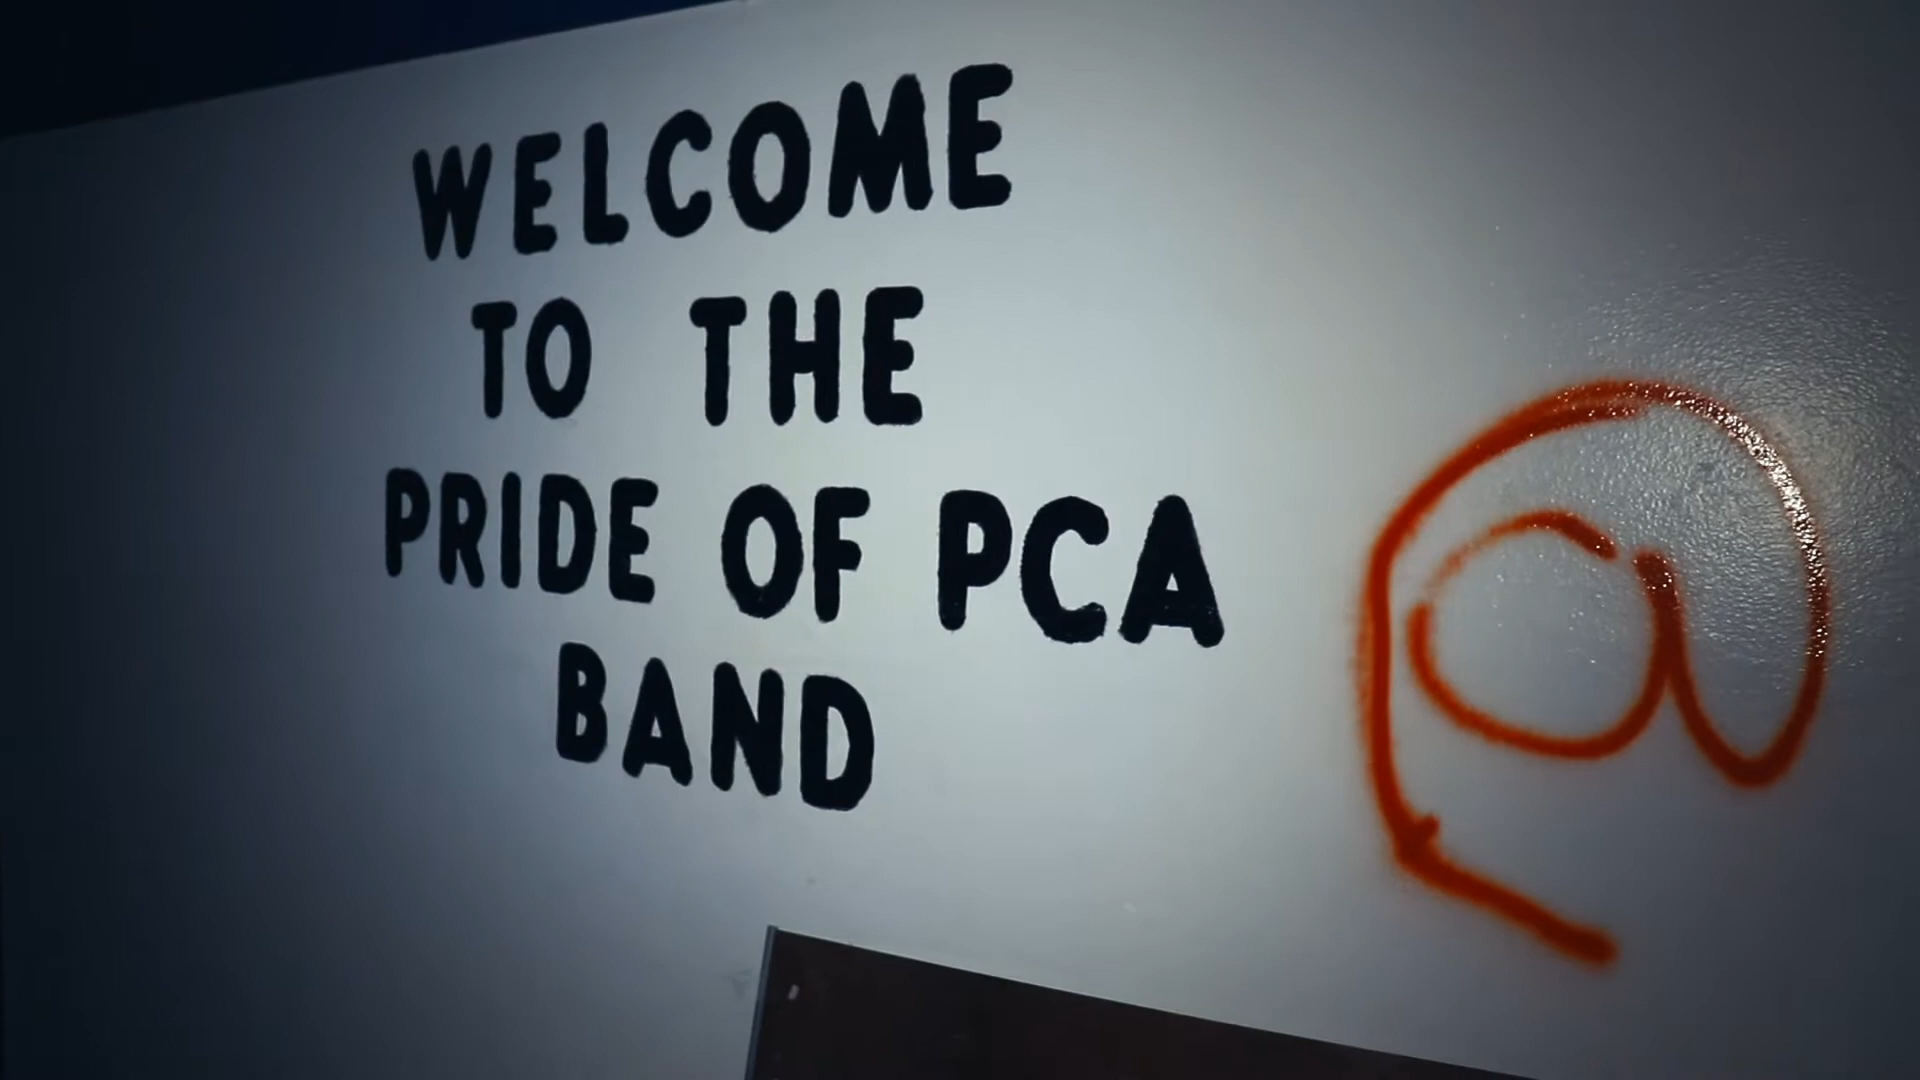 WELCOME
TO THE
PRIDE OF PCA
BAND
@